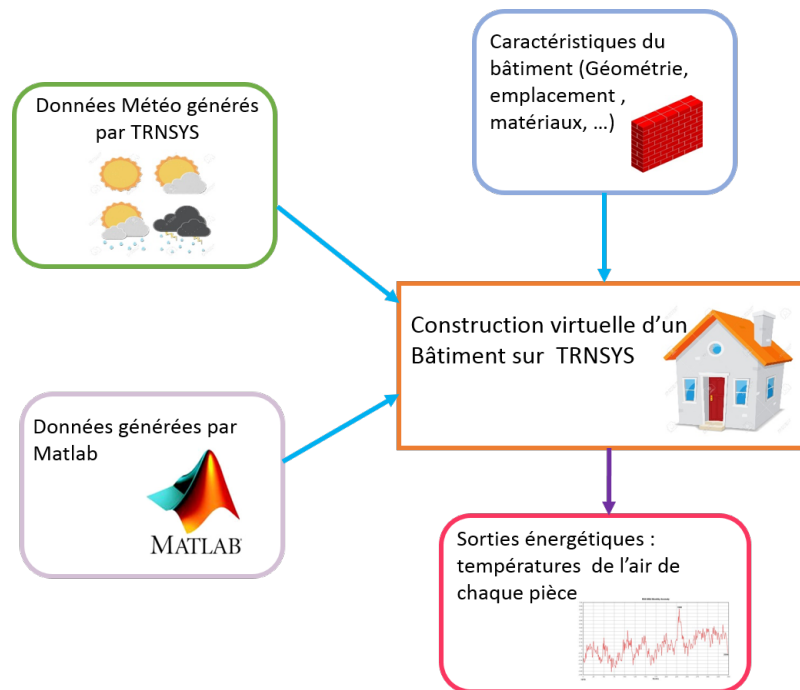 Données Météo générés
par TRNSYS
Caractéristiques du
bâtiment (Géométrie,
emplacement ,
matériaux, …)
Construction virtuelle d’un
Bâtiment sur TRNSYS
Données générées par
Matlab
MATLAB
Sorties énergétiques :
températures de l’air de
chaque pièce